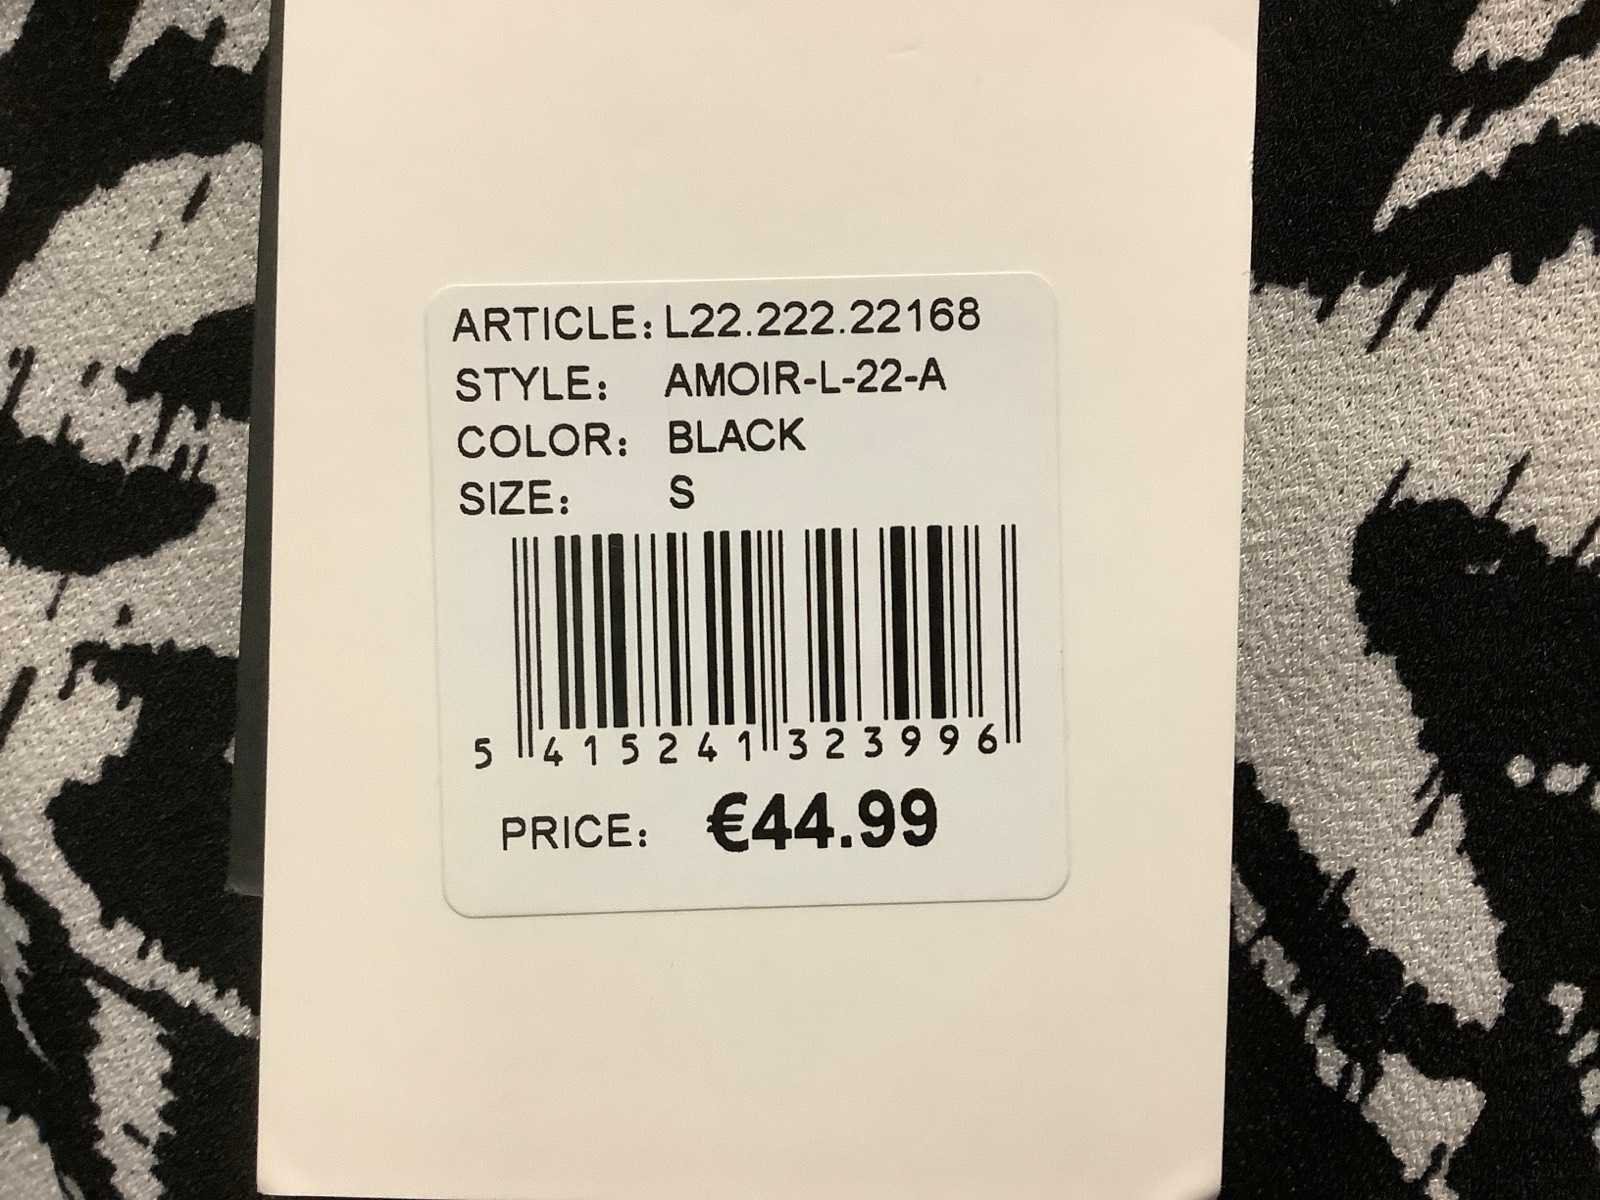 ARTICLE: L22.222.22168
STYLE: AMOIR-L-22-A
COLOR: BLACK
SIZE: S
5 415241 323996
PRICE: €44.99